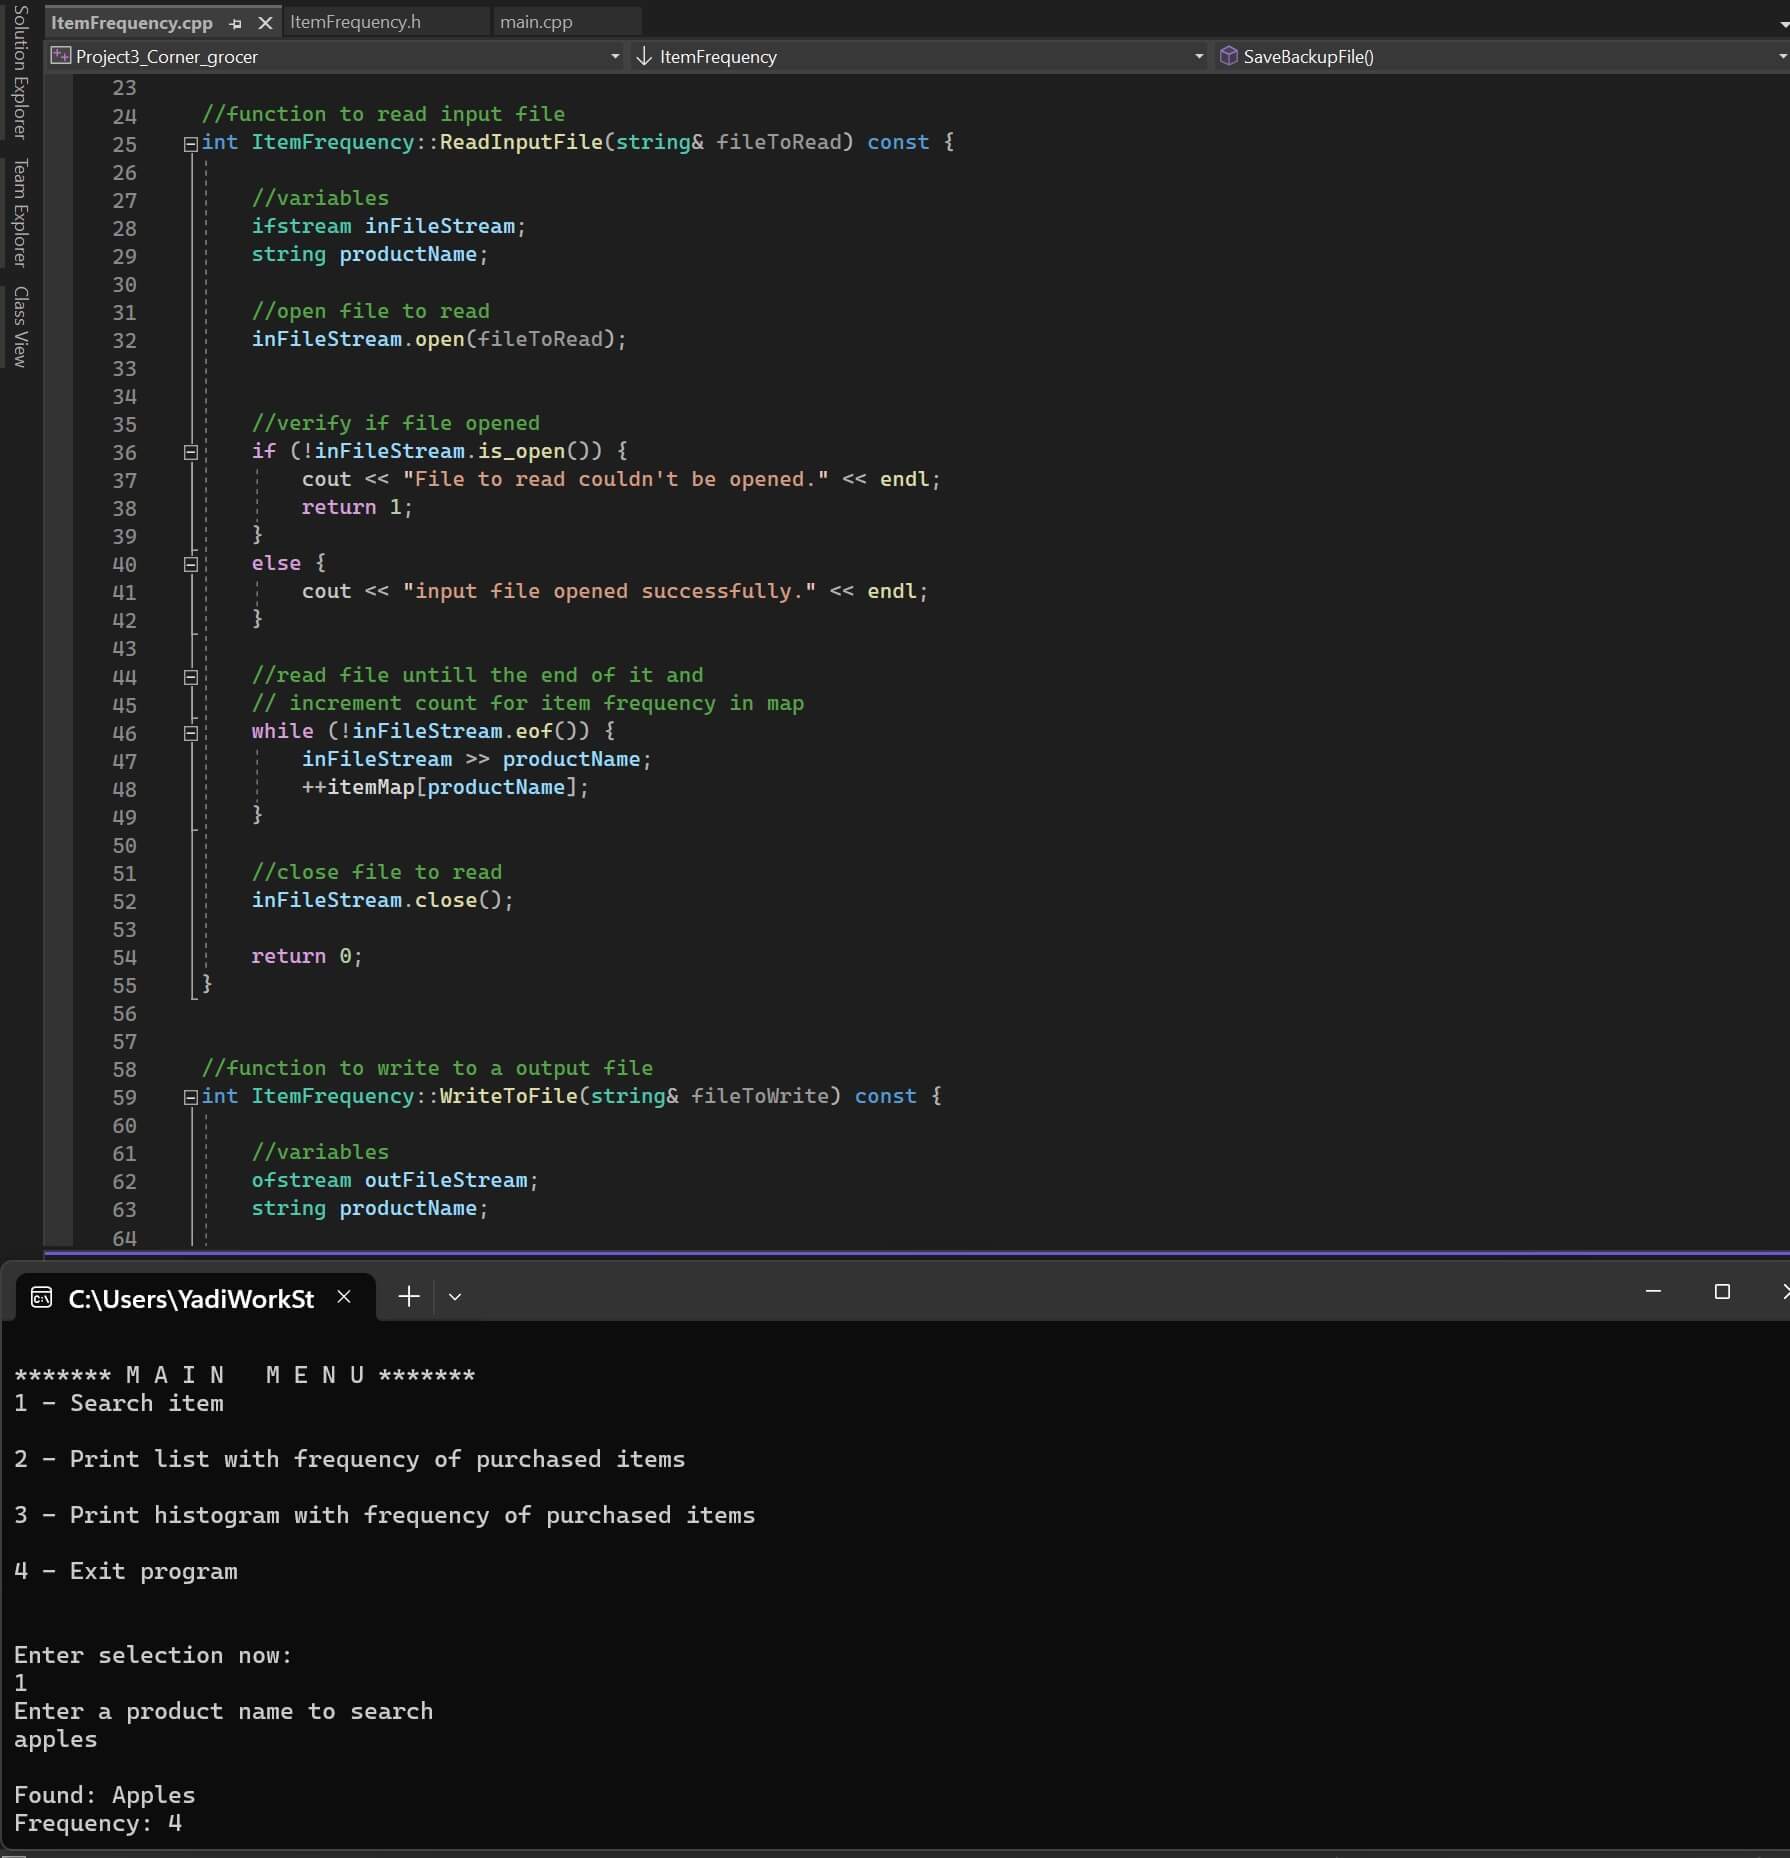 Solution Explorer
Team Explorer
Class View
ItemFrequency.cpp
ItemFrequency.h
main.cpp
Project3_Corner_grocer
ItemFrequency
SaveBackupFile()
23
24 //function to read input file
25 int ItemFrequency::ReadInputFile(string& fileToRead) const {
26
27 //variables
28 ifstream inFileStream;
29 string productName;
30
31 //open file to read
32 inFileStream.open(fileToRead);
33
34
35 //verify if file opened
36 if (!inFileStream.is_open()) {
37 cout << "File to read couldn't be opened." << endl;
38 return 1;
39 }
40 else {
41 cout << "input file opened successfully." << endl;
42 }
43
44 //read file untill the end of it and
45 // increment count for item frequency in map
46 while (!inFileStream.eof()) {
47 inFileStream >> productName;
48 ++itemMap[productName];
49 }
50
51 //close file to read
52 inFileStream.close();
53
54 return 0;
55 }
56
57
58 //function to write to a output file
59 int ItemFrequency::WriteToFile(string& fileToWrite) const {
60
61 //variables
62 ofstream outFileStream;
63 string productName;
64
C:\Users\YadiWorkSt
******* M A I N   M E N U *******
1 - Search item
2 - Print list with frequency of purchased items
3 - Print histogram with frequency of purchased items
4 - Exit program
Enter selection now:
1
Enter a product name to search
apples
Found: Apples
Frequency: 4